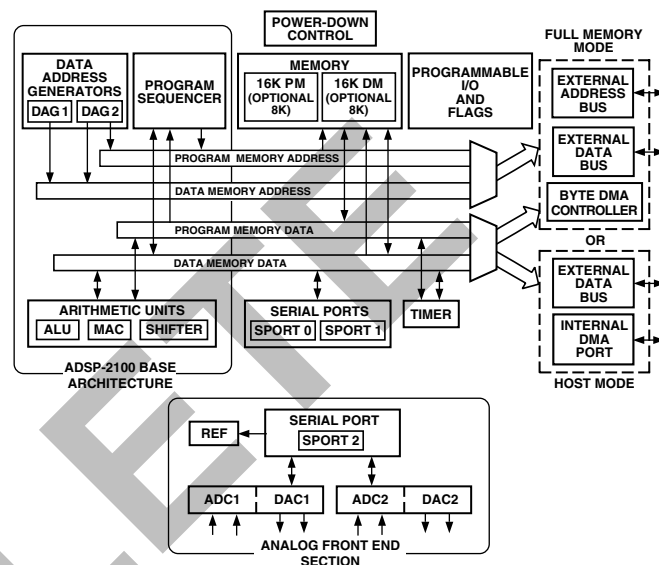 POWER-DOWN
CONTROL
FULL MEMORY
MODE
DATA
ADDRESS
GENERATORS
DAG 1
DAG 2
PROGRAM
SEQUENCER
MEMORY
16K PM
(OPTIONAL
8K)
16K DM
(OPTIONAL
8K)
PROGRAMMABLE
I/O
AND
FLAGS
EXTERNAL
ADDRESS
BUS
EXTERNAL
DATA
BUS
BYTE DMA
CONTROLLER
OR
EXTERNAL
DATA
BUS
INTERNAL
DMA
PORT
HOST MODE
PROGRAM MEMORY ADDRESS
DATA MEMORY ADDRESS
PROGRAM MEMORY DATA
DATA MEMORY DATA
ARITHMETIC UNITS
ALU
MAC
SHIFTER
SERIAL PORTS
SPORT 0
SPORT 1
TIMER
ADSP-2100 BASE
ARCHITECTURE
REF
SERIAL PORT
SPORT 2
ADC1
DAC1
ADC2
DAC2
ANALOG FRONT END
SECTION
LETE